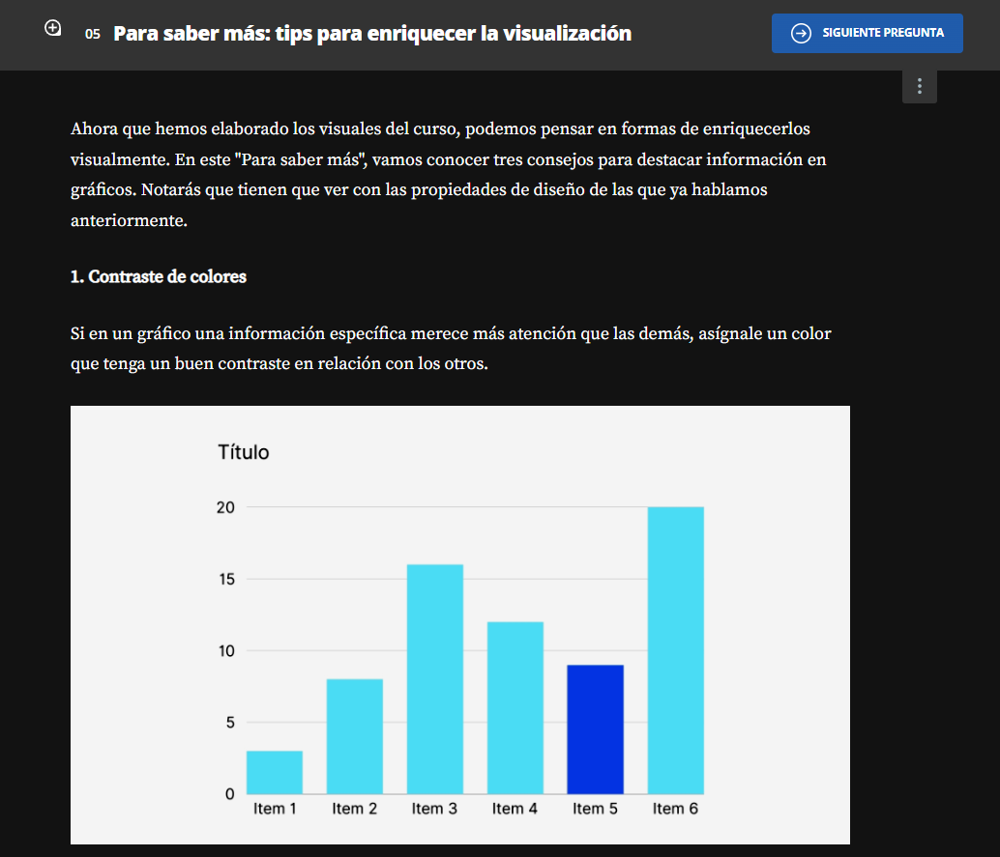 05 Para saber más: tips para enriquecer la visualización
SIGUIENTE PREGUNTA
Ahora que hemos elaborado los visuales del curso, podemos pensar en formas de enriquecerlos
visualmente. En este "Para saber más", vamos conocer tres consejos para destacar información en
gráficos. Notarás que tienen que ver con las propiedades de diseño de las que ya hablamos
anteriormente.
1. Contraste de colores
Si en un gráfico una información específica merece más atención que las demás, asígnale un color
que tenga un buen contraste en relación con los otros.
Título
20
15
10
5
0
Item 1 Item 2 Item 3 Item 4 Item 5 Item 6